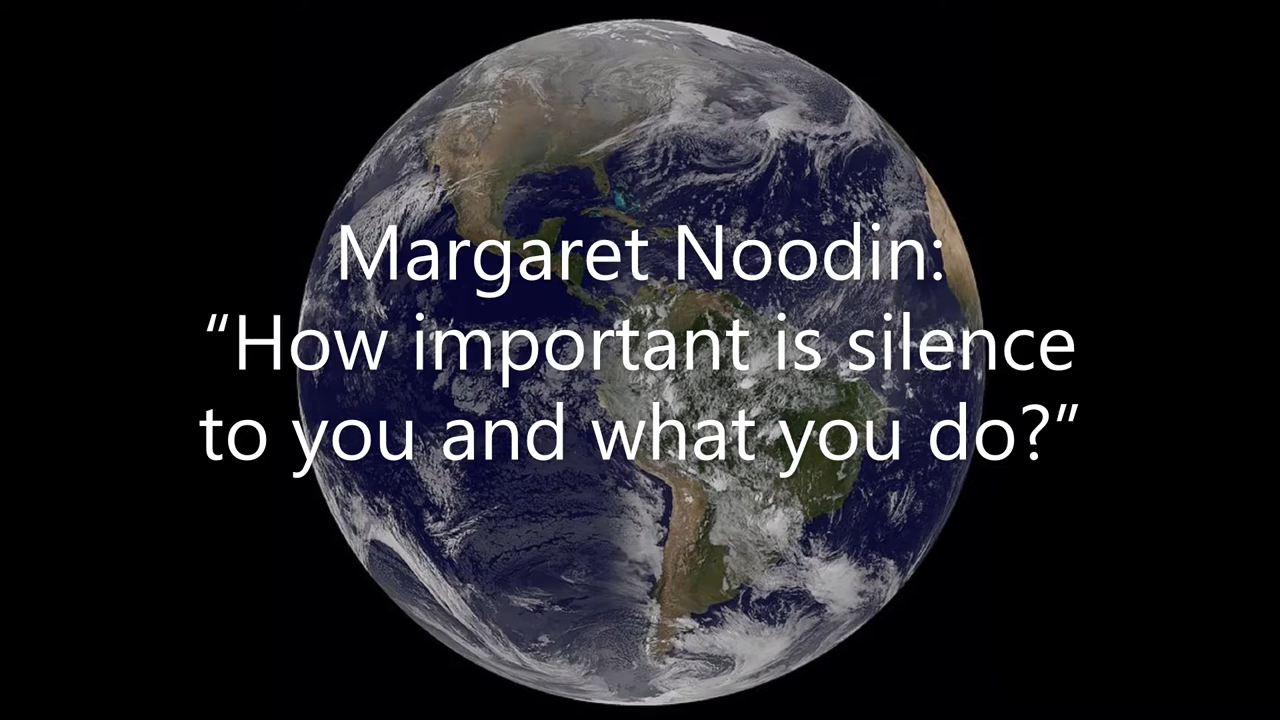 Margaret Noodin:
“How important is silence
to you and what you do?”